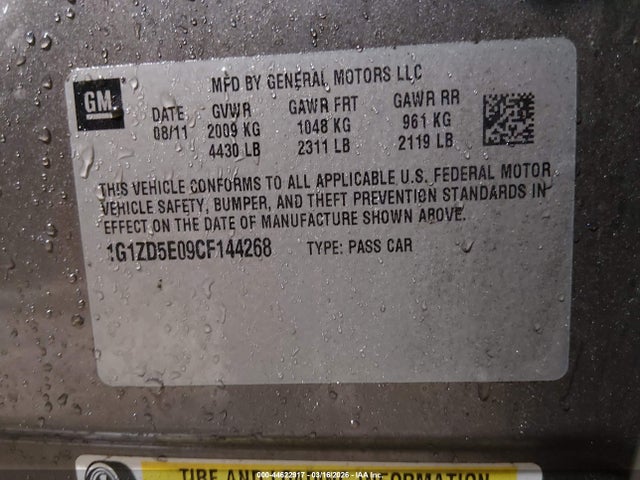 GM
MFD BY GENERAL MOTORS LLC
DATE GVWR GAWR FRT GAWR RR
08/11 2009 KG 1048 KG 961 KG
4430 LB 2311 LB 2119 LB
THIS VEHICLE CONFORMS TO ALL APPLICABLE U.S. FEDERAL MOTOR
VEHICLE SAFETY, BUMPER, AND THEFT PREVENTION STANDARDS IN
EFFECT ON THE DATE OF MANUFACTURE SHOWN ABOVE.
1G1ZD5E09CF144268 TYPE: PASS CAR
TIRE AND INFORMATION
000-44622917 - 03/16/2026 - IAA Inc.